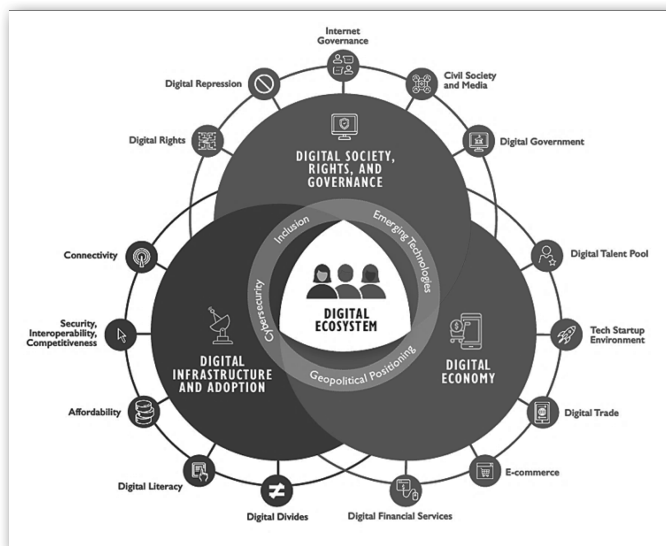 Internet
Governance
Digital Repression
Civil Society
and Media
Digital Rights
Digital Government
DIGITAL SOCIETY,
RIGHTS, AND
GOVERNANCE
Inclusion
Emerging Technologies
Connectivity
Digital Talent Pool
Cybersecurity
DIGITAL
ECOSYSTEM
Security,
Interoperability,
Competitiveness
Tech Startup
Environment
DIGITAL
INFRASTRUCTURE
AND ADOPTION
DIGITAL
ECONOMY
Geopolitical Positioning
Affordability
Digital Trade
Digital Literacy
E-commerce
Digital Divides
Digital Financial Services